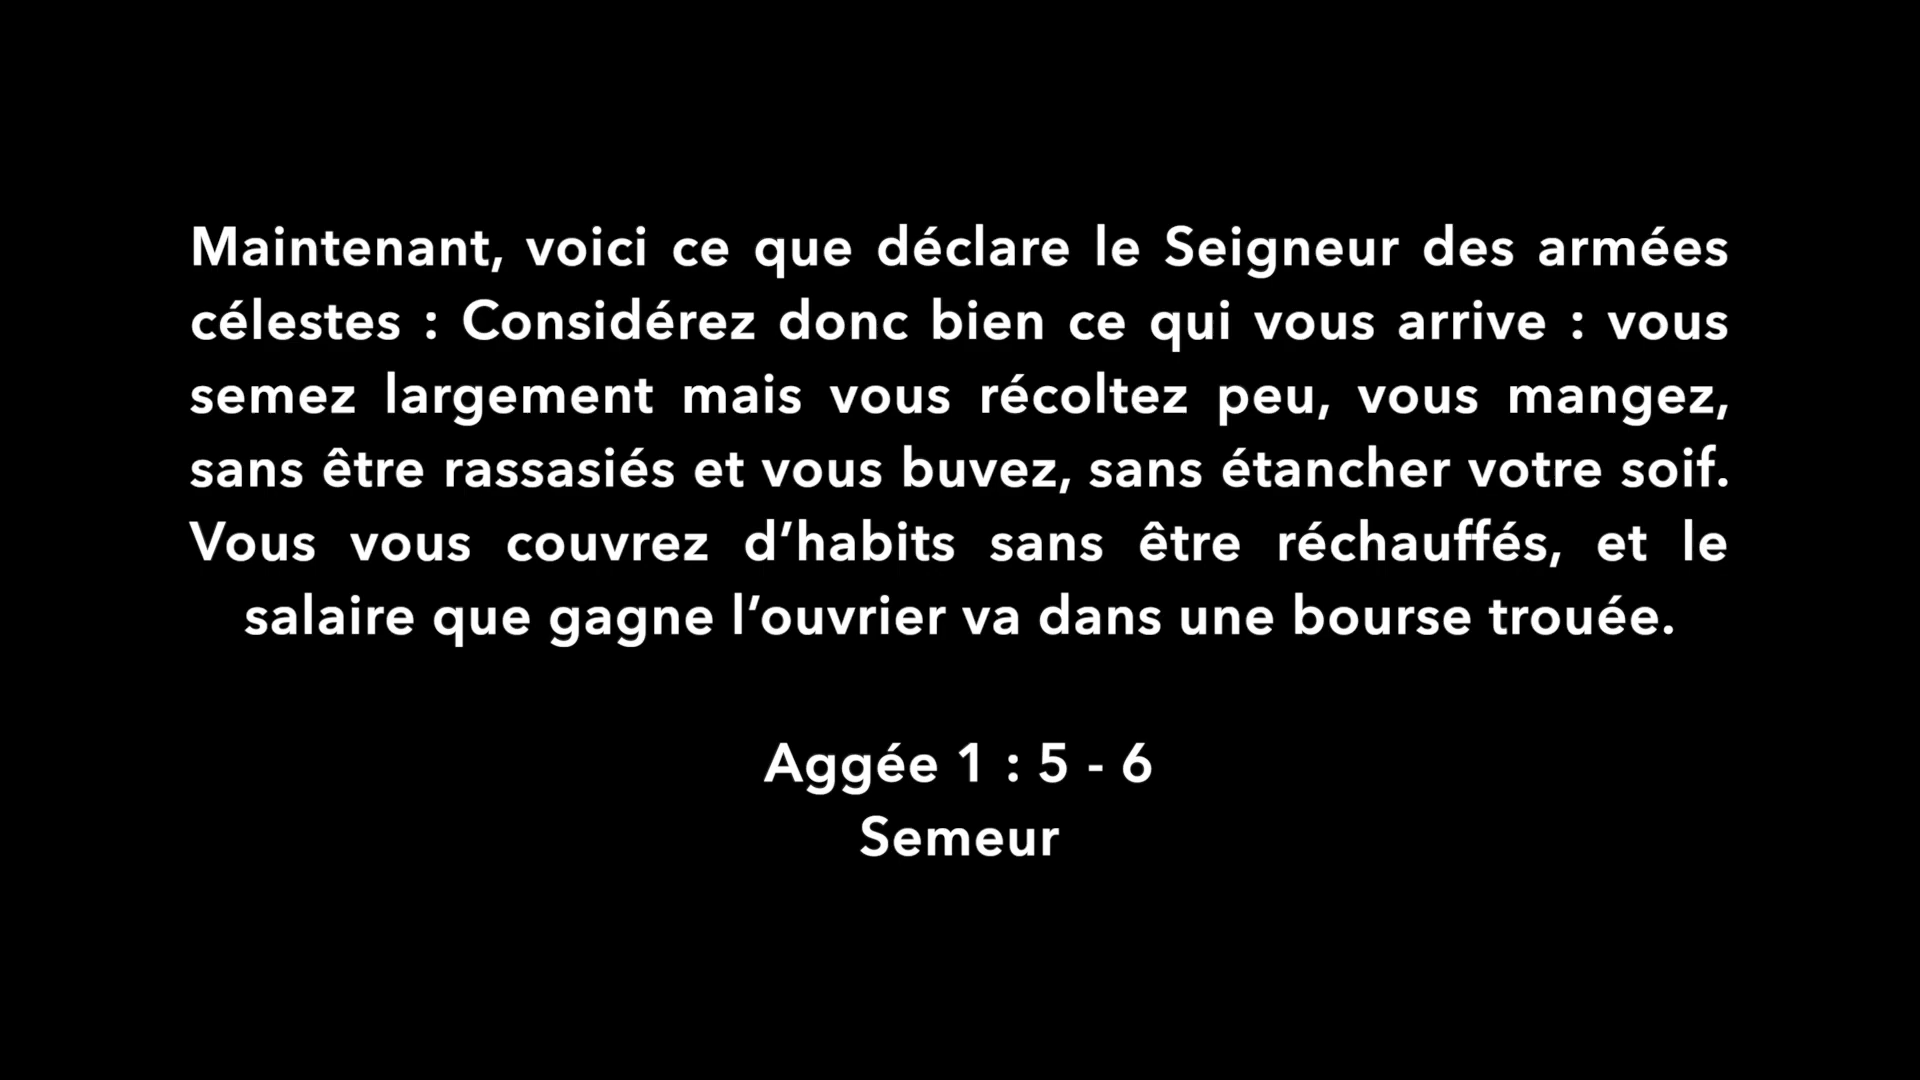 Maintenant, voici ce que déclare le Seigneur des armées
célestes : Considérez donc bien ce qui vous arrive : vous
semez largement mais vous récoltez peu, vous mangez,
sans être rassasiés et vous buvez, sans étancher votre soif.
Vous vous couvrez d’habits sans être réchauffés, et le
salaire que gagne l’ouvrier va dans une bourse trouée.
Aggée 1 : 5 - 6
Semeur